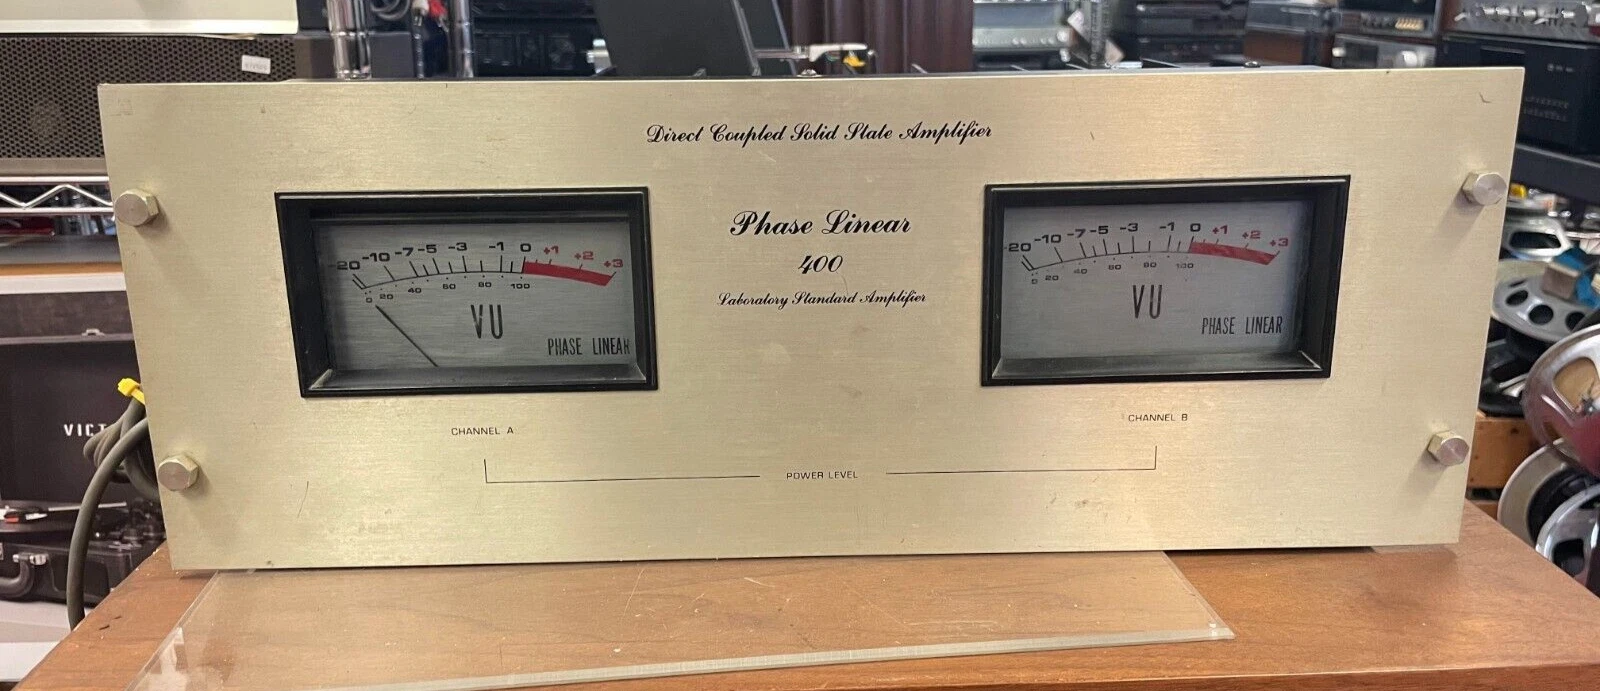 Direct Coupled Solid State Amplifier
Phase Linear
400
Laboratory Standard Amplifier
-20 -10 -7 -5 -3 -1 0 +1 +2 +3
0 20 40 60 80 100
VU
PHASE LINEAR
-20 -10 -7 -5 -3 -1 0 +1 +2 +3
0 20 40 60 80 100
VU
PHASE LINEAR
CHANNEL A
CHANNEL B
POWER LEVEL